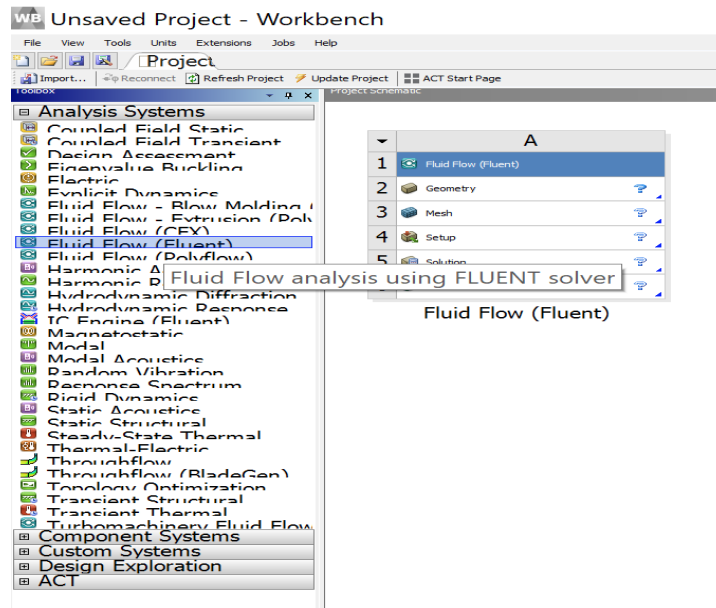 WB Unsaved Project - Workbench
File View Tools Units Extensions Jobs Help
Project
Import... Reconnect Refresh Project Update Project ACT Start Page
Toolbox
Project Schematic
Analysis Systems
Coupled Field Static
Coupled Field Transient
Design Assessment
Eigenvalue Buckling
Electric
Explicit Dynamics
Fluid Flow - Blow Molding (
Fluid Flow - Extrusion (Poly
Fluid Flow (CFX)
Fluid Flow (Fluent)
Fluid Flow (Polyflow)
Harmonic A
Harmonic R
Hydrodynamic Diffraction
Hydrodynamic Response
IC Engine (Fluent)
Magnetostatic
Modal
Modal Acoustics
Random Vibration
Response Spectrum
Rigid Dynamics
Static Acoustics
Static Structural
Steady-State Thermal
Thermal-Electric
Throughflow
Throughflow (BladeGen)
Topology Optimization
Transient Structural
Transient Thermal
Turbomachinery Fluid Flow
Component Systems
Custom Systems
Design Exploration
ACT
A
1 Fluid Flow (Fluent)
2 Geometry ?
3 Mesh ?
4 Setup ?
5 Solution ?
?
Fluid Flow analysis using FLUENT solver
Fluid Flow (Fluent)